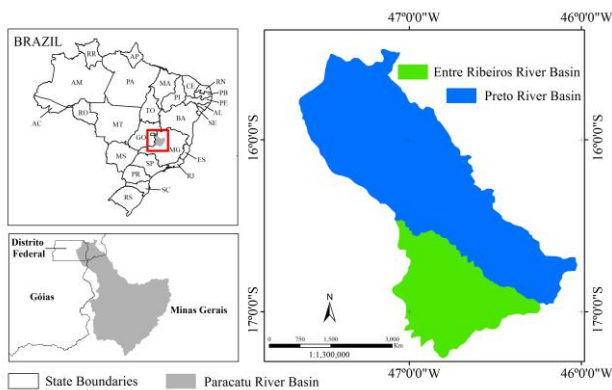 BRAZIL
RR
AP
AM
PA
MA
CE
RN
PB
PE
AL
SE
PI
AC
RO
TO
MT
BA
GO
MG
ES
MS
SP
RJ
PR
SC
RS
Distrito
Federal
Góias
Minas Gerais
State Boundaries
Paracatu River Basin
47°0'0"W
46°0'0"W
Entre Ribeiros River Basin
Preto River Basin
16°0'0"S
16°0'0"S
17°0'0"S
17°0'0"S
N
0 750 1,500 3,000
Km
1:1,300,000
47°0'0"W
46°0'0"W